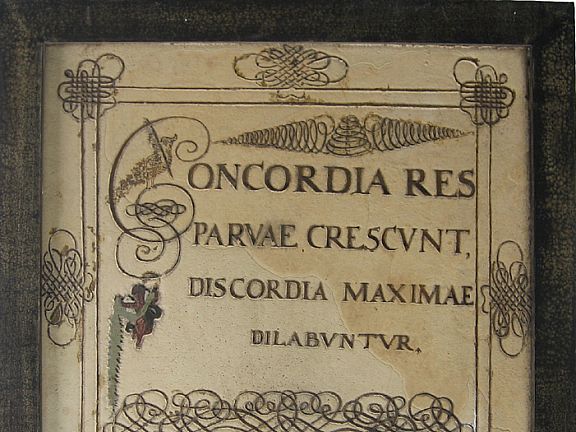 CONCORDIA RES
PARVAE CRESCVNT,
DISCORDIA MAXIMAE
DILABVNTVR.